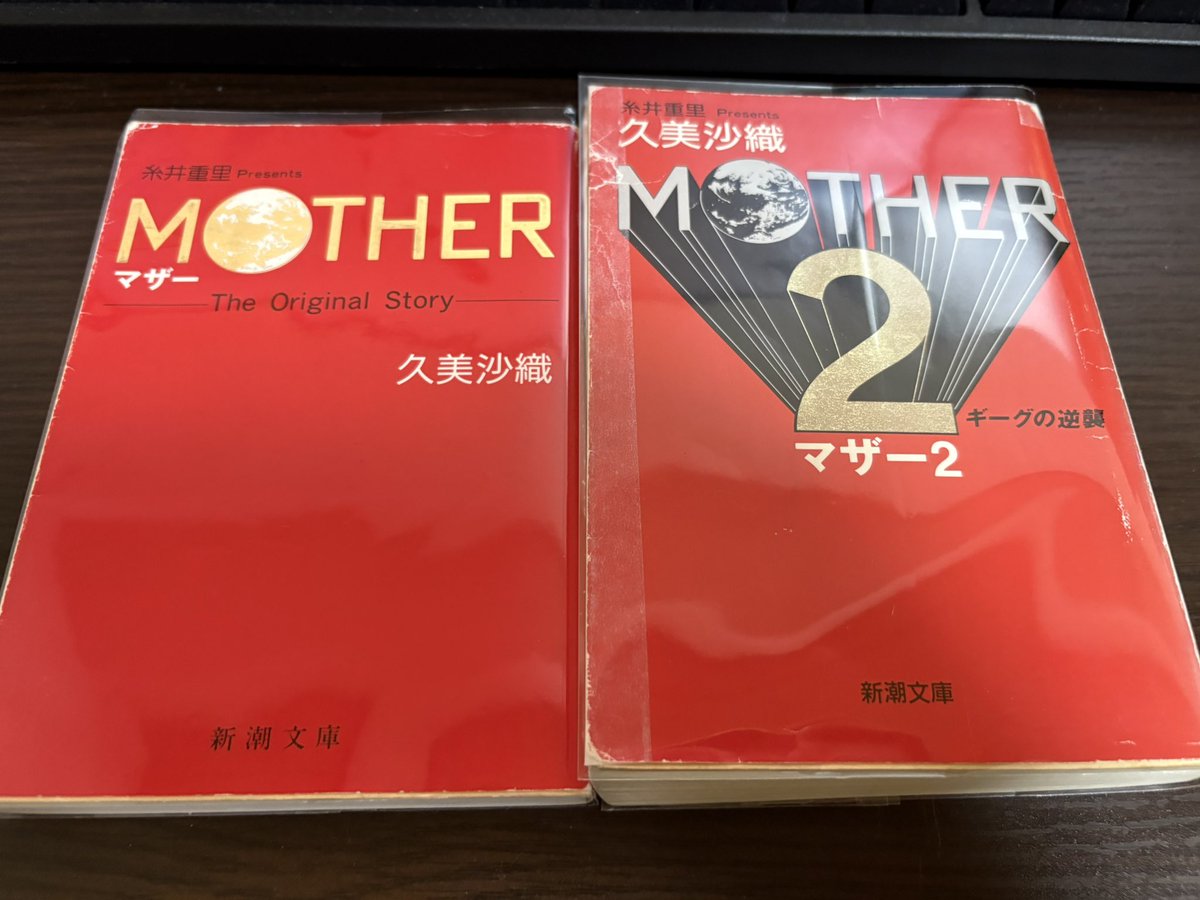 糸井重里 Presents
MOTHER
マザー
The Original Story
久美沙織
新潮文庫
糸井重里 Presents
久美沙織
MOTHER
2
ギーグの逆襲
マザー2
新潮文庫